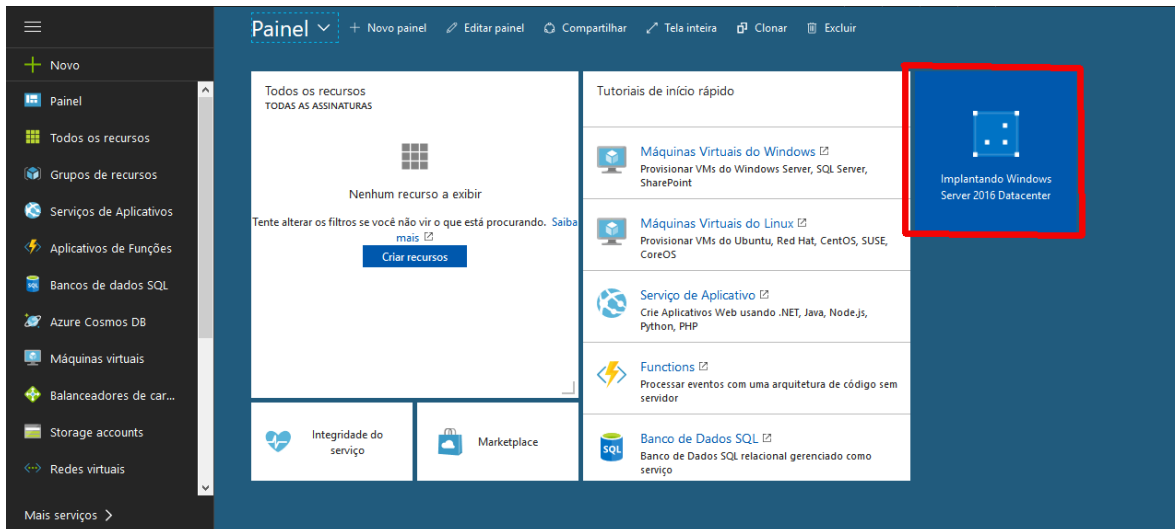 Painel
Novo painel
Editar painel
Compartilhar
Tela inteira
Clonar
Excluir
Novo
Painel
Todos os recursos
Grupos de recursos
Serviços de Aplicativos
Aplicativos de Funções
Bancos de dados SQL
Azure Cosmos DB
Máquinas virtuais
Balanceadores de car...
Storage accounts
Redes virtuais
Mais serviços
Todos os recursos
TODAS AS ASSINATURAS
Nenhum recurso a exibir
Tente alterar os filtros se você não vir o que está procurando. Saiba
mais
Criar recursos
Integridade do
serviço
Marketplace
Tutoriais de início rápido
Máquinas Virtuais do Windows
Provisionar VMs do Windows Server, SQL Server,
SharePoint
Máquinas Virtuais do Linux
Provisionar VMs do Ubuntu, Red Hat, CentOS, SUSE,
CoreOS
Serviço de Aplicativo
Crie Aplicativos Web usando .NET, Java, Node.js,
Python, PHP
Functions
Processar eventos com uma arquitetura de código sem
servidor
SQL
Banco de Dados SQL
Banco de Dados SQL relacional gerenciado como
serviço
Implantando Windows
Server 2016 Datacenter